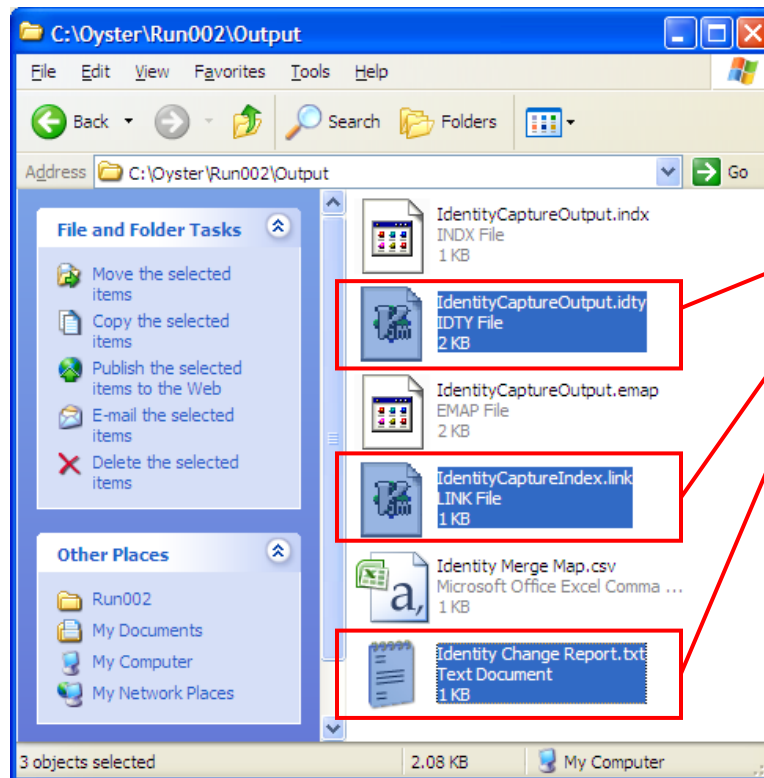 C:\Oyster\Run002\Output
File Edit View Favorites Tools Help
Back Search Folders
Address C:\Oyster\Run002\Output Go
File and Folder Tasks
Move the selected
items
Copy the selected
items
Publish the selected
items to the Web
E-mail the selected
items
Delete the selected
items
Other Places
Run002
My Documents
My Computer
My Network Places
IdentityCaptureOutput.indx
INDX File
1 KB
IdentityCaptureOutput.idty
IDTY File
2 KB
IdentityCaptureOutput.emap
EMAP File
2 KB
IdentityCaptureIndex.link
LINK File
1 KB
Identity Merge Map.csv
Microsoft Office Excel Comma ...
1 KB
Identity Change Report.txt
Text Document
1 KB
3 objects selected 2.08 KB My Computer